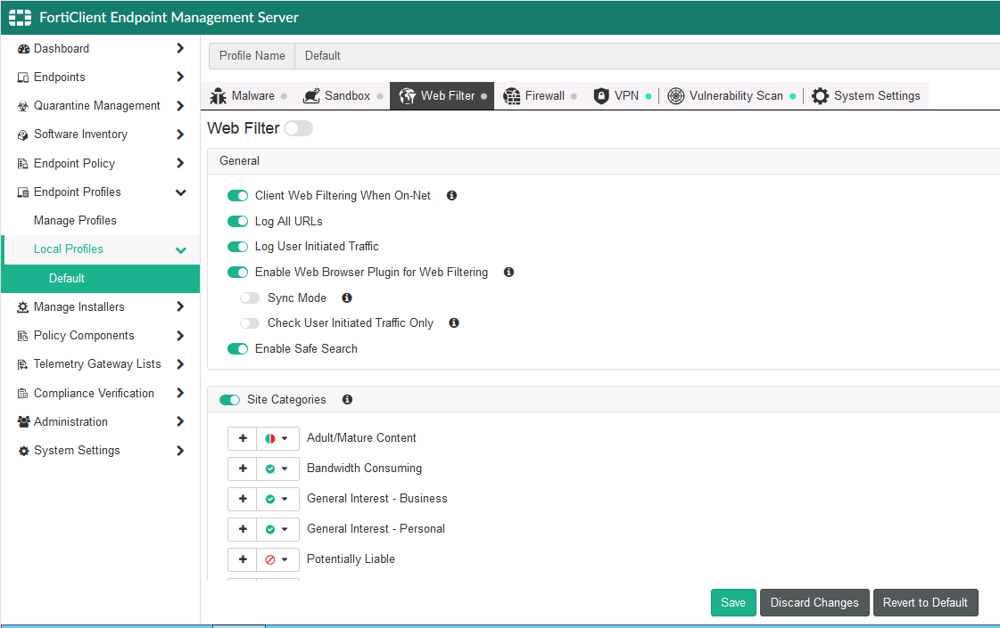 FortiClient Endpoint Management Server
Dashboard
Endpoints
Quarantine Management
Software Inventory
Endpoint Policy
Endpoint Profiles
Manage Profiles
Local Profiles
Default
Manage Installers
Policy Components
Telemetry Gateway Lists
Compliance Verification
Administration
System Settings
Profile Name Default
Malware Sandbox Web Filter Firewall VPN Vulnerability Scan System Settings
Web Filter
General
Client Web Filtering When On-Net
Log All URLs
Log User Initiated Traffic
Enable Web Browser Plugin for Web Filtering
Sync Mode
Check User Initiated Traffic Only
Enable Safe Search
Site Categories
Adult/Mature Content
Bandwidth Consuming
General Interest - Business
General Interest - Personal
Potentially Liable
Save Discard Changes Revert to Default